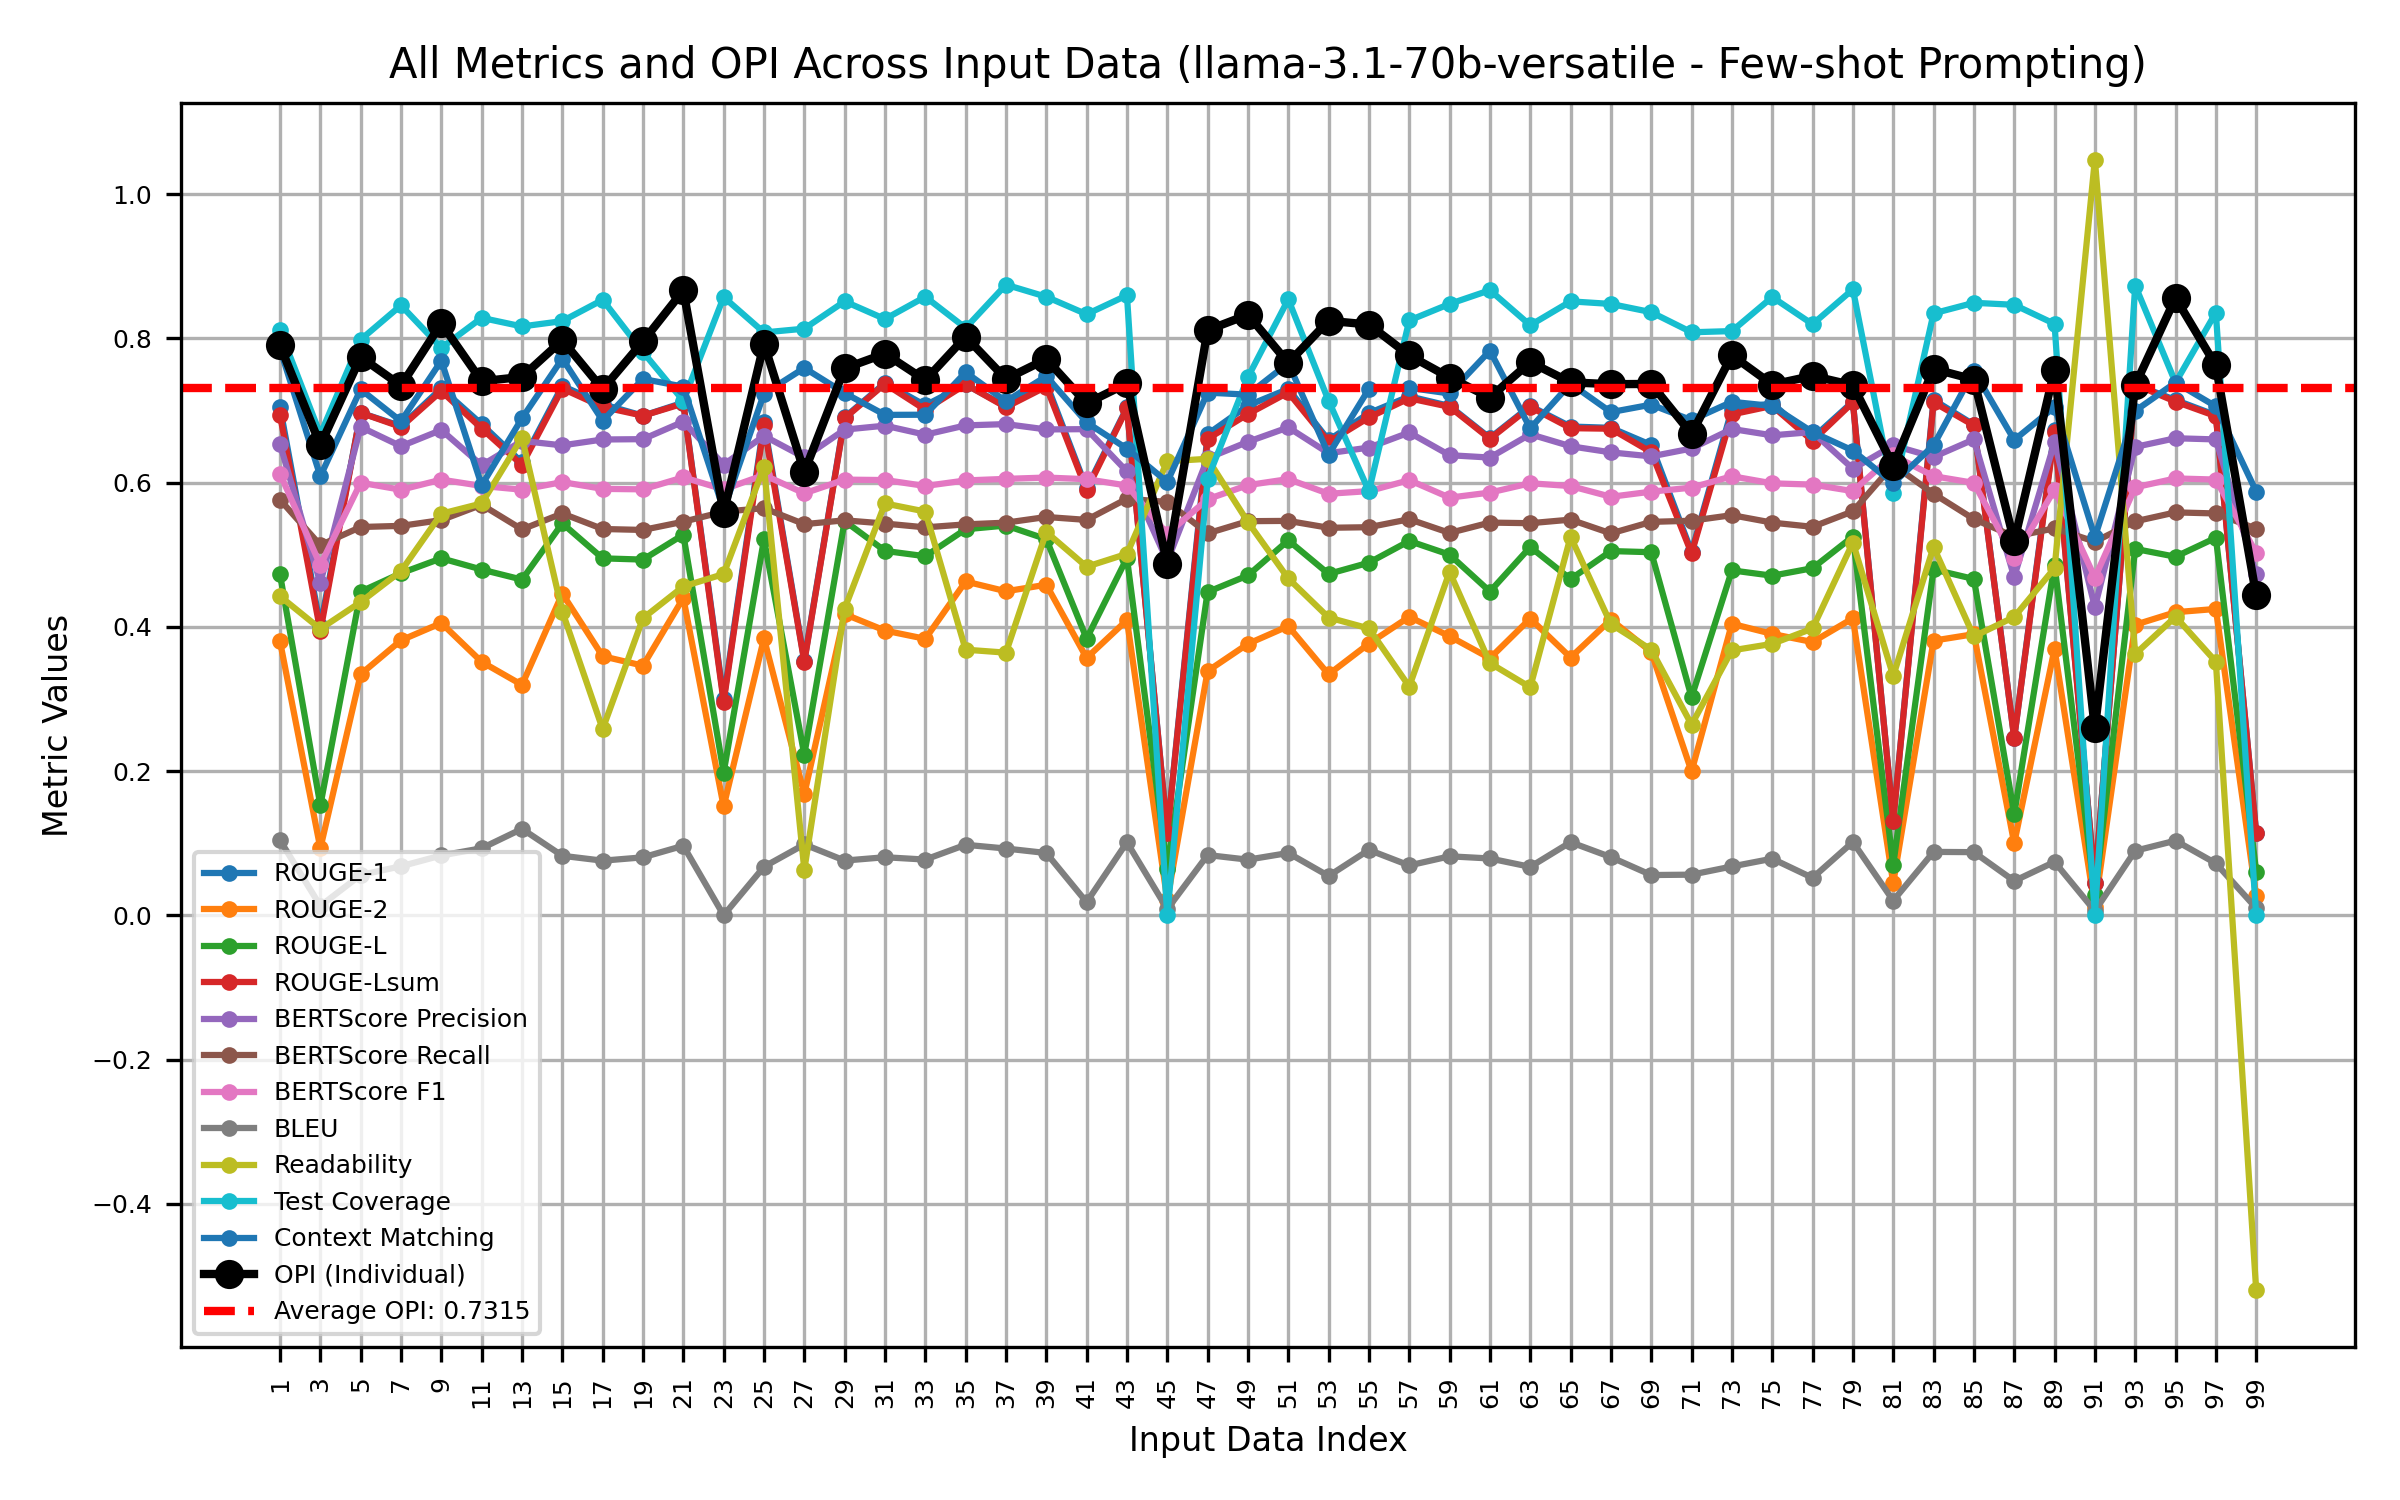 All Metrics and OPI Across Input Data (llama-3.1-70b-versatile - Few-shot Prompting)
Metric Values
1.0
0.8
0.6
0.4
0.2
0.0
−0.2
−0.4
ROUGE-1
ROUGE-2
ROUGE-L
ROUGE-Lsum
BERTScore Precision
BERTScore Recall
BERTScore F1
BLEU
Readability
Test Coverage
Context Matching
OPI (Individual)
Average OPI: 0.7315
1 3 5 7 9 11 13 15 17 19 21 23 25 27 29 31 33 35 37 39 41 43 45 47 49 51 53 55 57 59 61 63 65 67 69 71 73 75 77 79 81 83 85 87 89 91 93 95 97 99
Input Data Index